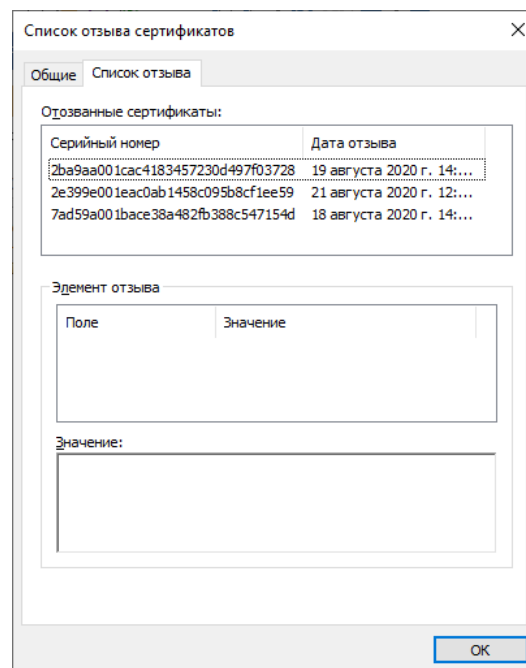 Список отзыва сертификатов
Общие Список отзыва
Отозванные сертификаты:
Серийный номер Дата отзыва
2ba9aa001cac4183457230d497f03728 19 августа 2020 г. 14:...
2e399e001eac0ab1458c095b8cf1ee59 21 августа 2020 г. 12:...
7ad59a001bace38a482fb388c547154d 18 августа 2020 г. 14:...
Элемент отзыва
Поле Значение
Значение:
OK